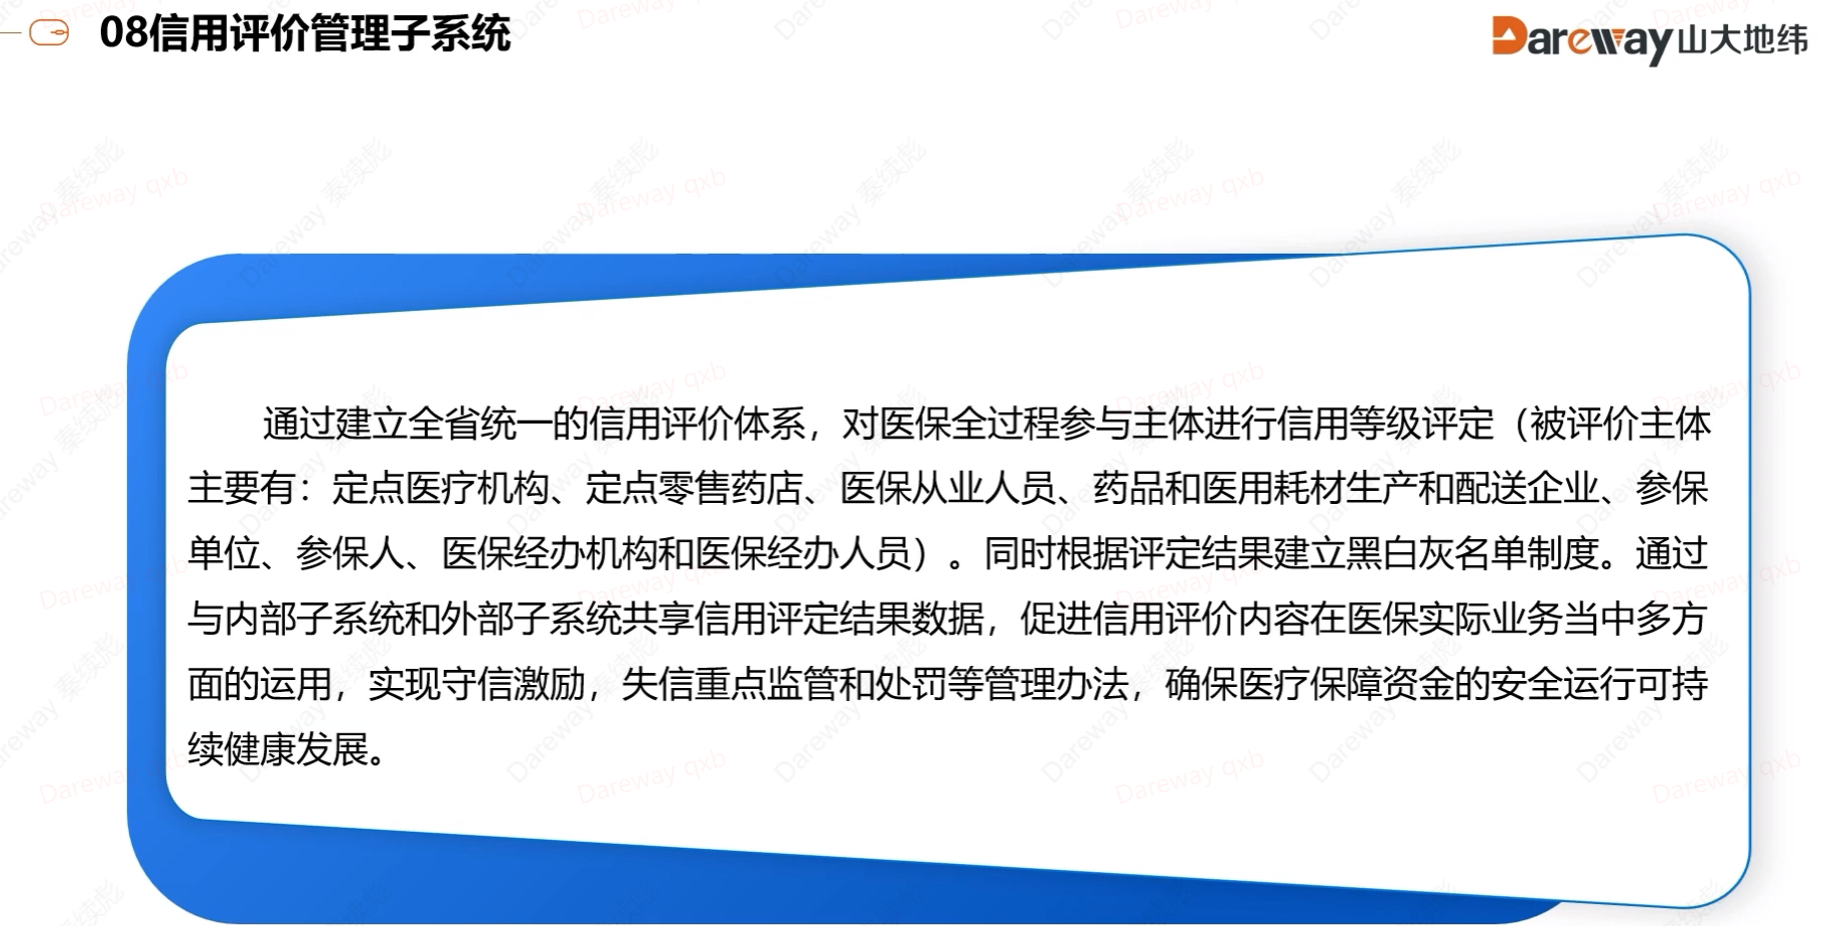 08信用评价管理子系统
Dareway山大地纬
通过建立全省统一的信用评价体系，对医保全过程参与主体进行信用等级评定（被评价主体
主要有：定点医疗机构、定点零售药店、医保从业人员、药品和医用耗材生产和配送企业、参保
单位、参保人、医保经办机构和医保经办人员）。同时根据评定结果建立黑白灰名单制度。通过
与内部子系统和外部子系统共享信用评定结果数据，促进信用评价内容在医保实际业务当中多方
面的运用，实现守信激励，失信重点监管和处罚等管理办法，确保医疗保障资金的安全运行可持
续健康发展。
Dareway qxb
Dareway 秦续彪